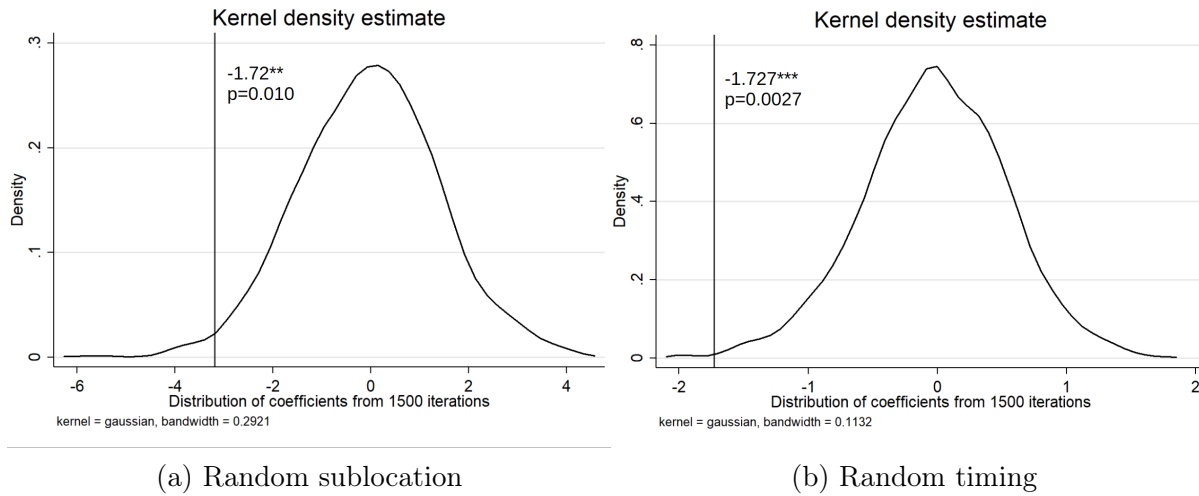 Kernel density estimate
.3
.2
.1
0
Density
-1.72**
p=0.010
-6
-4
-2
0
2
4
Distribution of coefficients from 1500 iterations
kernel = gaussian, bandwidth = 0.2921
(a) Random sublocation
Kernel density estimate
.8
.6
.4
.2
0
Density
-1.727***
p=0.0027
-2
-1
0
1
2
Distribution of coefficients from 1500 iterations
kernel = gaussian, bandwidth = 0.1132
(b) Random timing